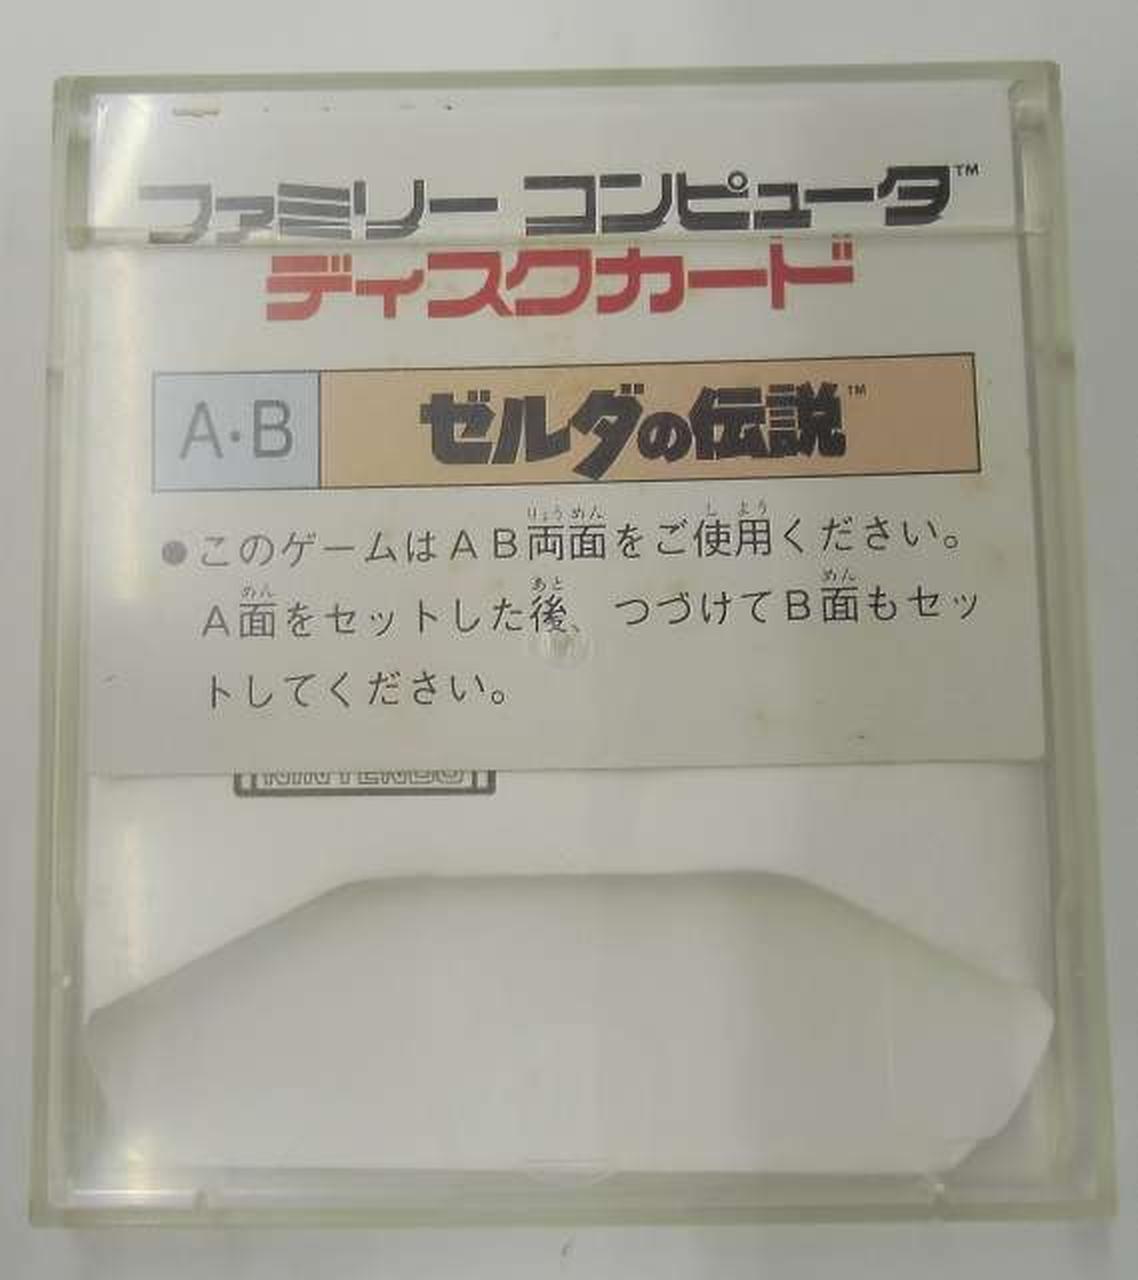 ファミリー コンピュータ™
ディスクカード
A・B ゼルダの伝説™
●このゲームはＡＢ両面をご使用ください。
Ａ面をセットした後、つづけてＢ面もセッ
トしてください。
NINTENDO